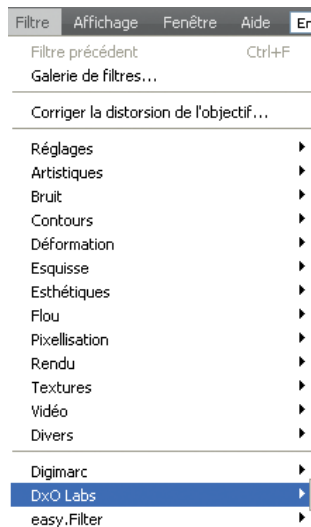 Filtre Affichage Fenêtre Aide En
Filtre précédent Ctrl+F
Galerie de filtres...
Corriger la distorsion de l'objectif...
Réglages
Artistiques
Bruit
Contours
Déformation
Esquisse
Esthétiques
Flou
Pixellisation
Rendu
Textures
Vidéo
Divers
Digimarc
DxO Labs
easy.Filter